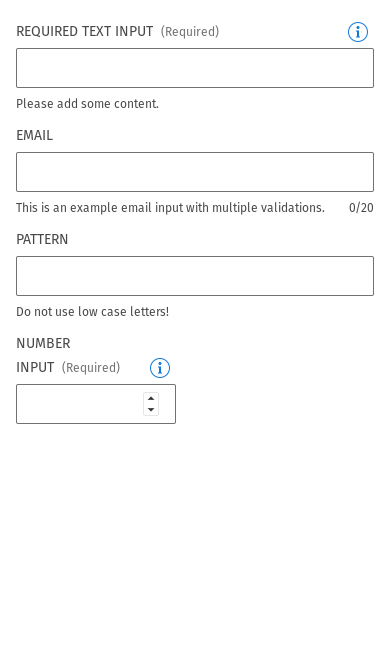 REQUIRED TEXT INPUT (Required)
Please add some content.
EMAIL
This is an example email input with multiple validations. 0/20
PATTERN
Do not use low case letters!
NUMBER
INPUT (Required)